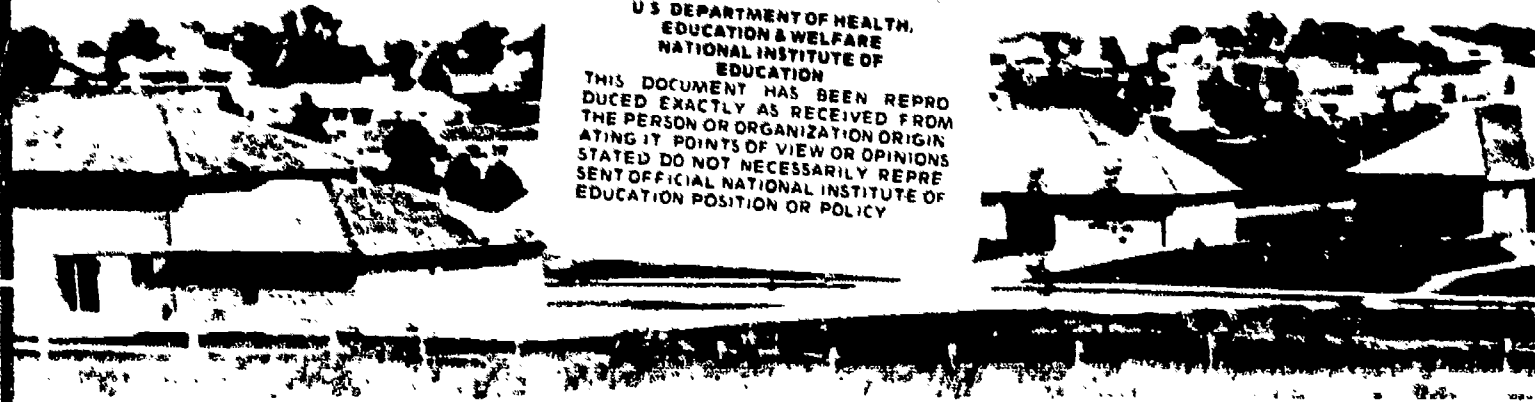 U S DEPARTMENT OF HEALTH,
EDUCATION & WELFARE
NATIONAL INSTITUTE OF
EDUCATION
THIS DOCUMENT HAS BEEN REPRO
DUCED EXACTLY AS RECEIVED FROM
THE PERSON OR ORGANIZATION ORIGIN
ATING IT POINTS OF VIEW OR OPINIONS
STATED DO NOT NECESSARILY REPRE
SENT OFFICIAL NATIONAL INSTITUTE OF
EDUCATION POSITION OR POLICY